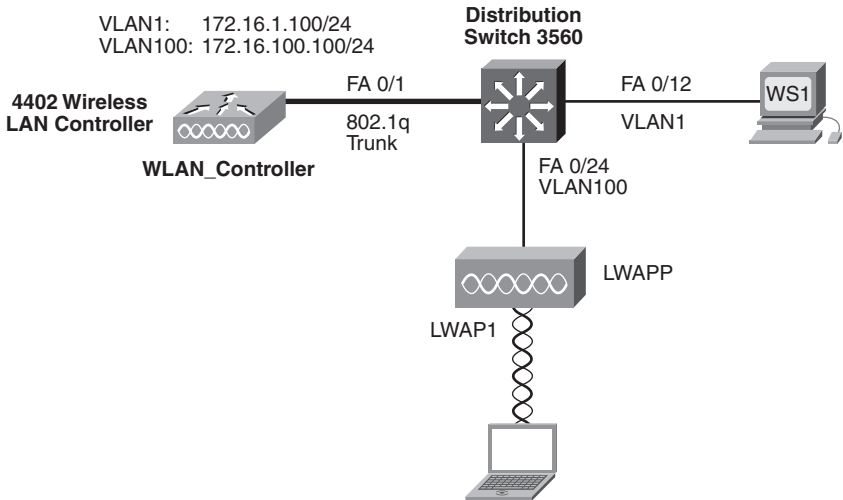 VLAN1: 172.16.1.100/24
VLAN100: 172.16.100.100/24
Distribution
Switch 3560
4402 Wireless
LAN Controller
WLAN_Controller
FA 0/1
802.1q
Trunk
FA 0/12
VLAN1
WS1
FA 0/24
VLAN100
LWAPP
LWAP1